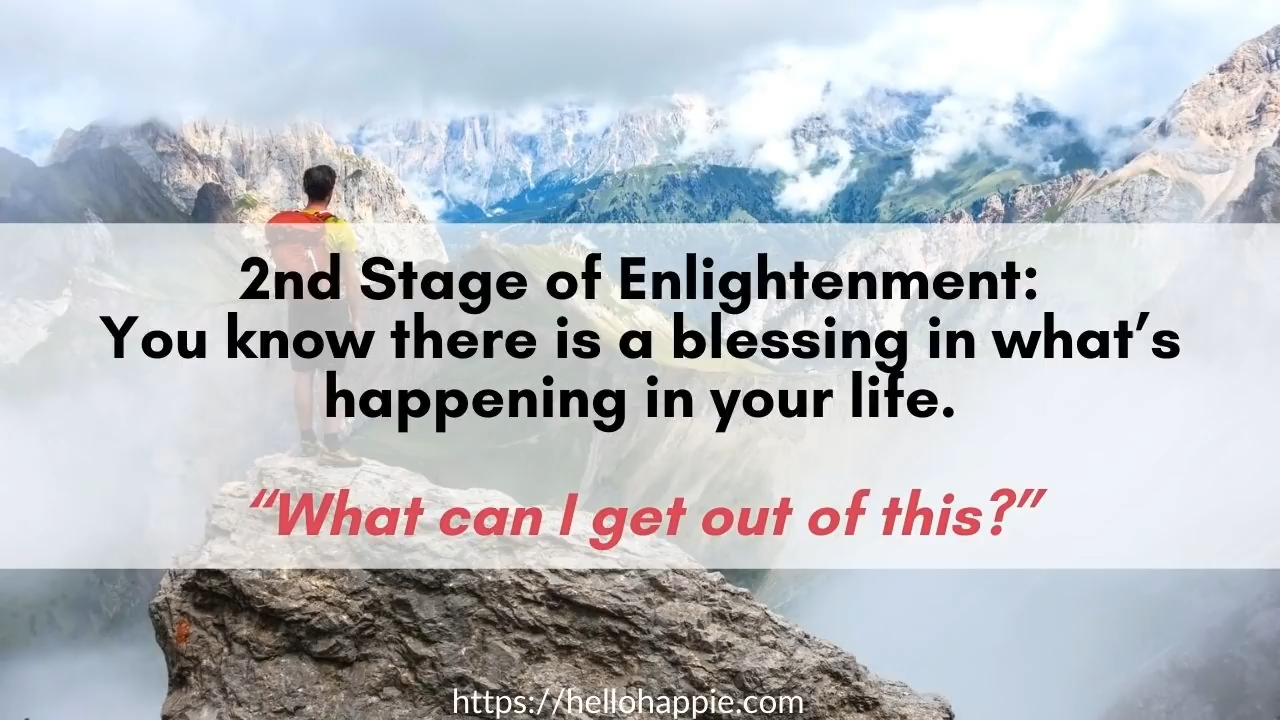 2nd Stage of Enlightenment:
You know there is a blessing in what’s
happening in your life.
“What can I get out of this?”
https://hellohappie.com